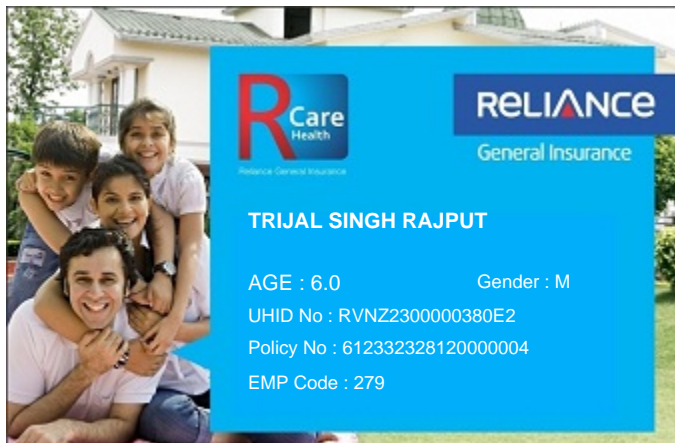 R Care
Health
Reliance General Insurance
RELIANCE
General Insurance
TRIJAL SINGH RAJPUT
AGE : 6.0 Gender : M
UHID No : RVNZ2300000380E2
Policy No : 612332328120000004
EMP Code : 279